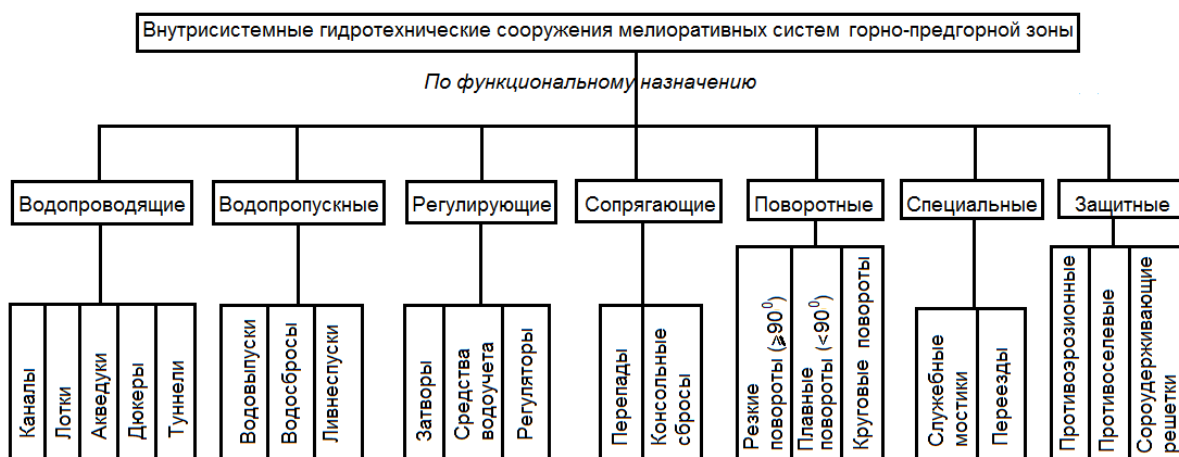 Внутрисистемные гидротехнические сооружения мелиоративных систем горно-предгорной зоны
По функциональному назначению
Водопроводящие
Водопропускные
Регулирующие
Сопрягающие
Поворотные
Специальные
Защитные
Каналы
Лотки
Акведуки
Дюкеры
Туннели
Водовыпуски
Водосбросы
Ливнеспуски
Затворы
Средства
водоучета
Регуляторы
Перепады
Консольные
сбросы
Резкие
повороты (⩾90⁰)
Плавные
повороты (<90⁰)
Круговые повороты
Служебные
мостики
Переезды
Противоэрозионные
Противоселевые
Сороудерживающие
решетки